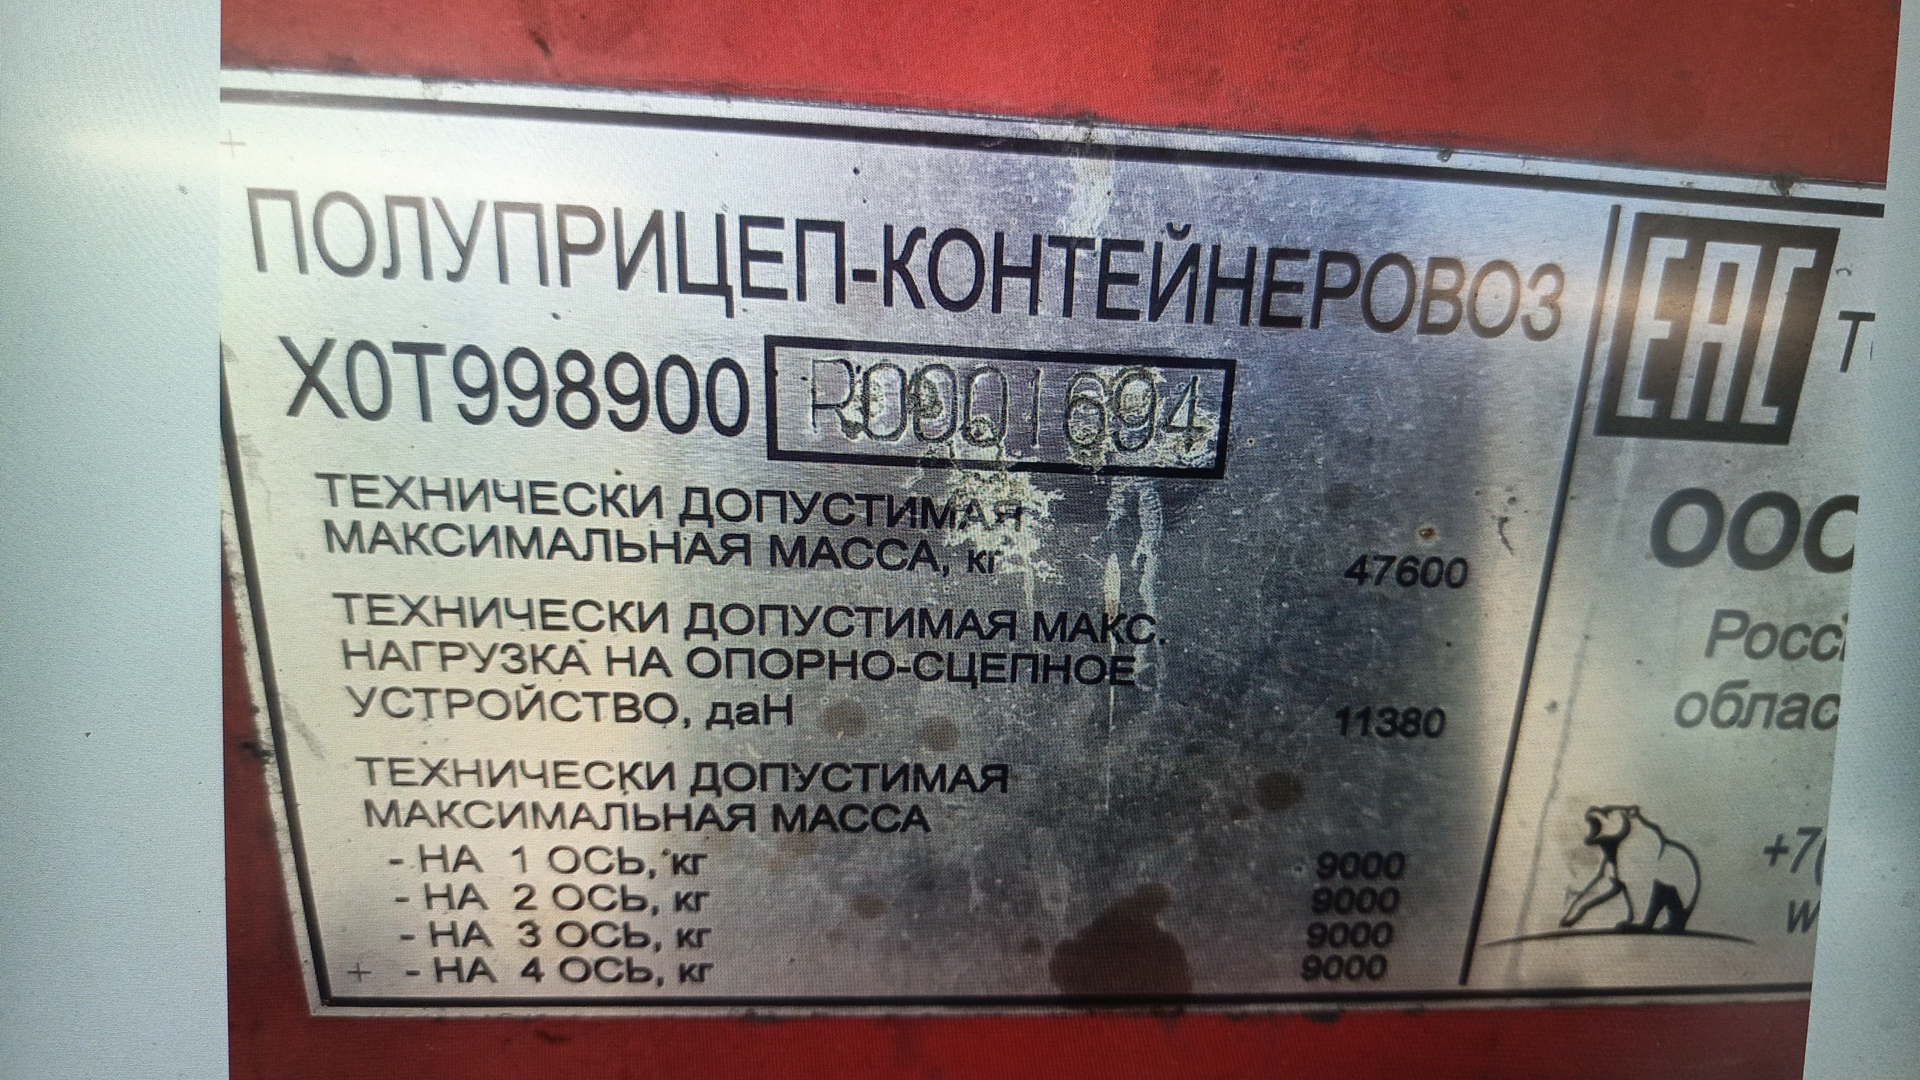 ПОЛУПРИЦЕП-КОНТЕЙНЕРОВОЗ
X0T998900 R0001694
ТЕХНИЧЕСКИ ДОПУСТИМАЯ
МАКСИМАЛЬНАЯ МАССА, кг 47600
ТЕХНИЧЕСКИ ДОПУСТИМАЯ МАКС.
НАГРУЗКА НА ОПОРНО-СЦЕПНОЕ
УСТРОЙСТВО, даН 11380
ТЕХНИЧЕСКИ ДОПУСТИМАЯ
МАКСИМАЛЬНАЯ МАССА
- НА 1 ОСЬ, кг 9000
- НА 2 ОСЬ, кг 9000
- НА 3 ОСЬ, кг 9000
- НА 4 ОСЬ, кг 9000
EAC
ООО
+7(